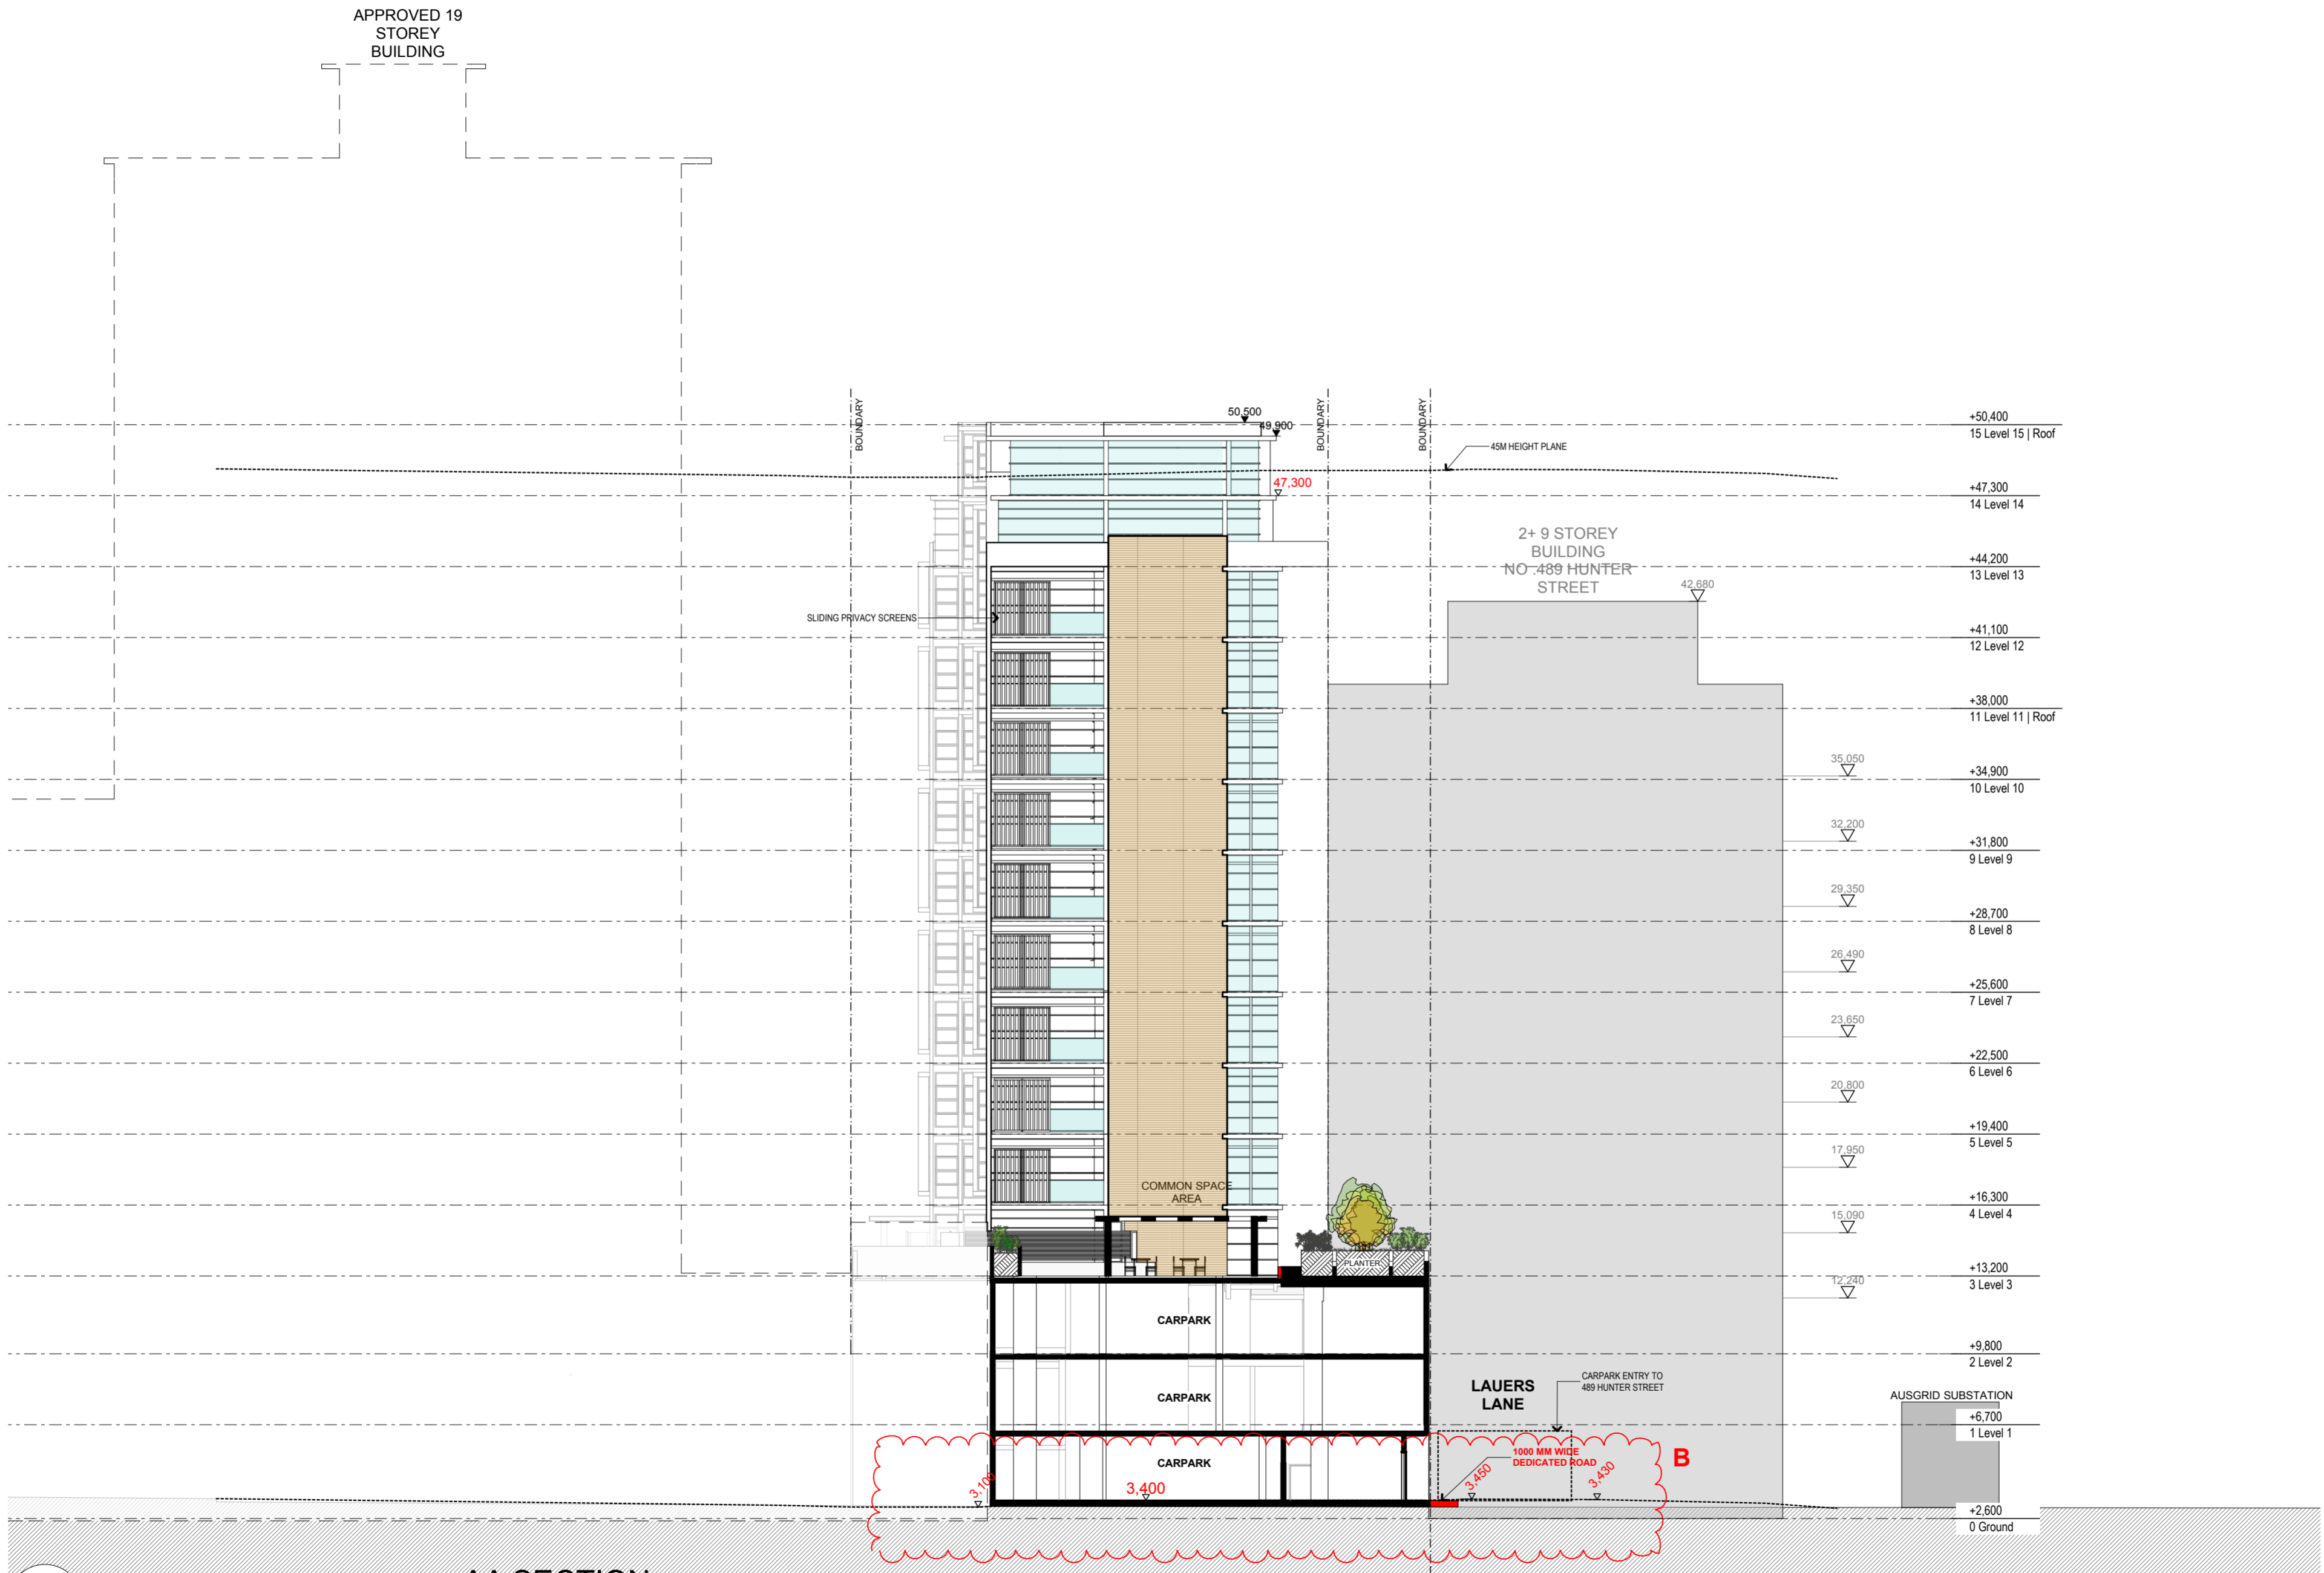 APPROVED 19
STOREY
BUILDING
BOUNDARY
BOUNDARY
BOUNDARY
50,500
49,900
45M HEIGHT PLANE
47,300
+50,400
15 Level 15 | Roof
+47,300
14 Level 14
2+ 9 STOREY
BUILDING
NO .489 HUNTER
STREET
42,680
+44,200
13 Level 13
SLIDING PRIVACY SCREENS
+41,100
12 Level 12
+38,000
11 Level 11 | Roof
35,050
+34,900
10 Level 10
32,200
+31,800
9 Level 9
29,350
+28,700
8 Level 8
26,490
+25,600
7 Level 7
23,650
+22,500
6 Level 6
20,800
+19,400
5 Level 5
17,950
COMMON SPACE
AREA
+16,300
4 Level 4
15,090
PLANTER
+13,200
3 Level 3
12,240
CARPARK
+9,800
2 Level 2
CARPARK
LAUERS
LANE
CARPARK ENTRY TO
489 HUNTER STREET
AUSGRID SUBSTATION
+6,700
1 Level 1
CARPARK
1000 MM WIDE
DEDICATED ROAD
B
3,100
3,400
3,450
3,430
+2,600
0 Ground
AA SECTION